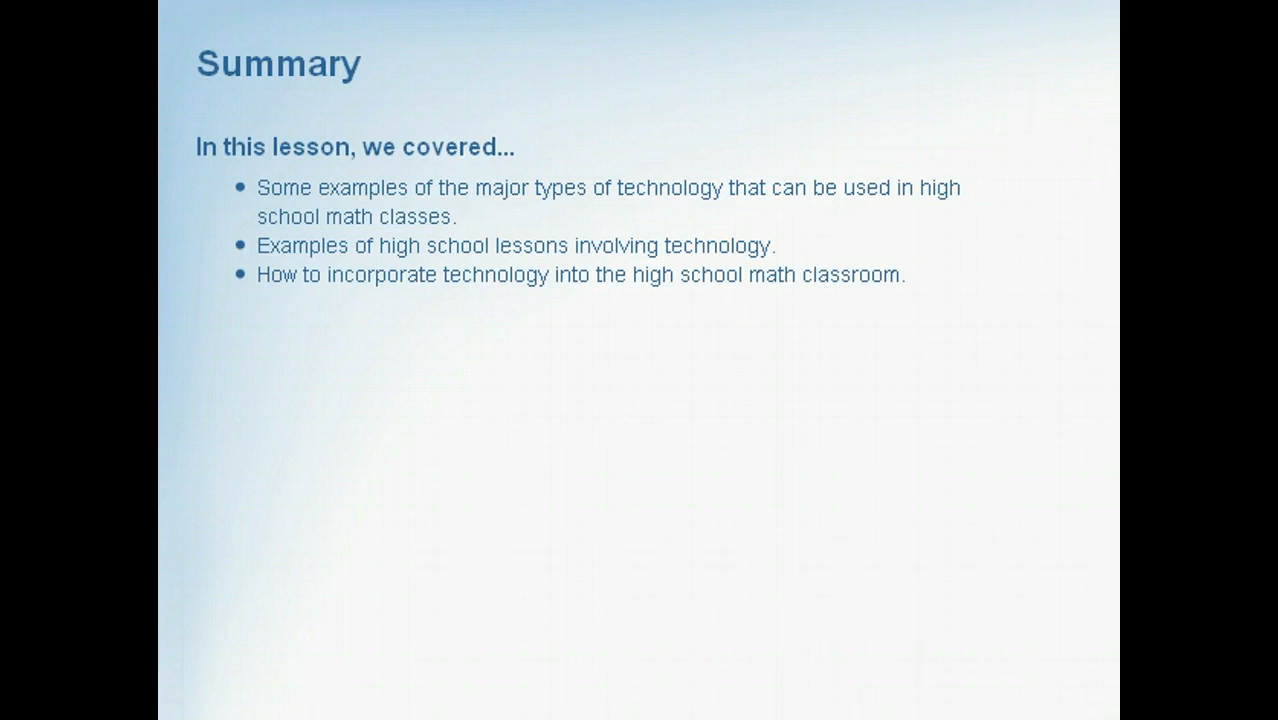 Summary
In this lesson, we covered...
• Some examples of the major types of technology that can be used in high
school math classes.
• Examples of high school lessons involving technology.
• How to incorporate technology into the high school math classroom.